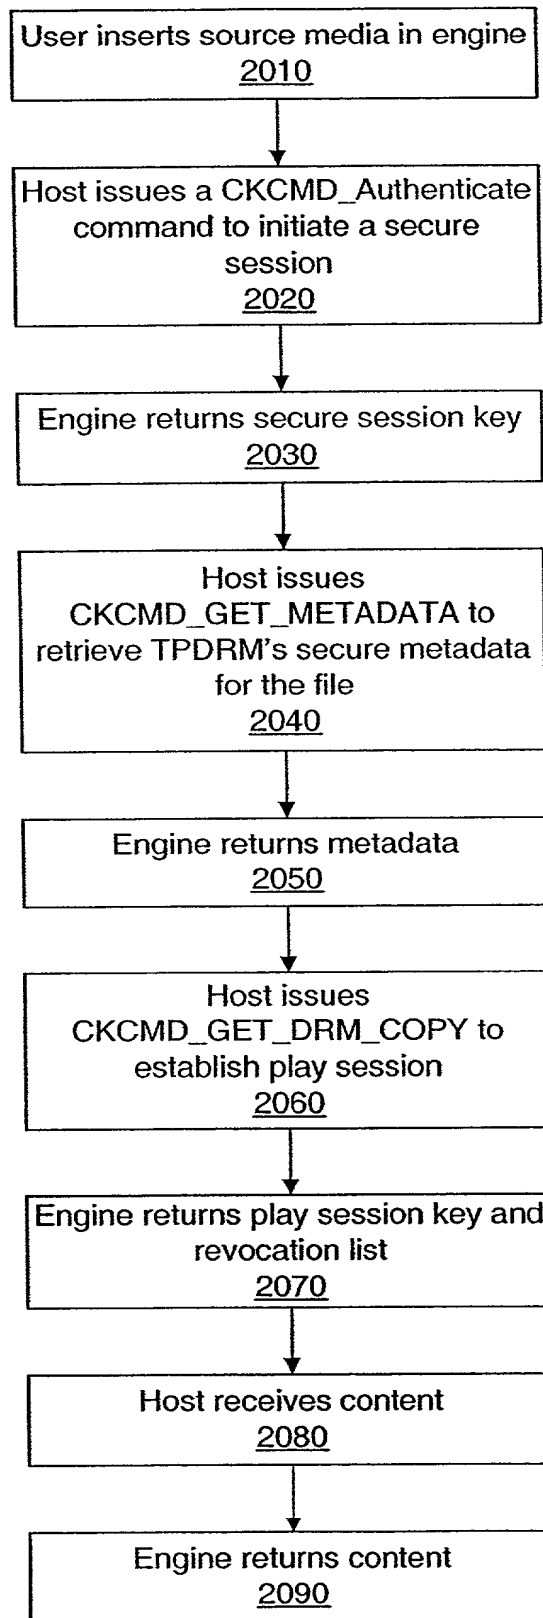 User inserts source media in engine
2010
Host issues a CKCMD_Authenticate
command to initiate a secure
session
2020
Engine returns secure session key
2030
Host issues
CKCMD_GET_METADATA to
retrieve TPDRM's secure metadata
for the file
2040
Engine returns metadata
2050
Host issues
CKCMD_GET_DRM_COPY to
establish play session
2060
Engine returns play session key and
revocation list
2070
Host receives content
2080
Engine returns content
2090